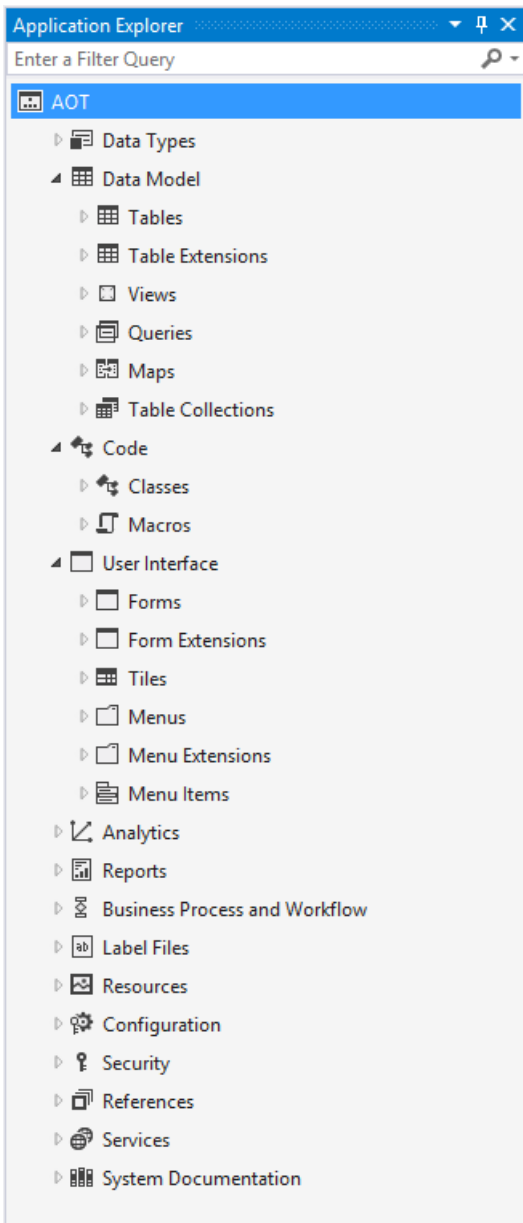 Application Explorer
Enter a Filter Query
AOT
Data Types
Data Model
Tables
Table Extensions
Views
Queries
Maps
Table Collections
Code
Classes
Macros
User Interface
Forms
Form Extensions
Tiles
Menus
Menu Extensions
Menu Items
Analytics
Reports
Business Process and Workflow
ab Label Files
Resources
Configuration
Security
References
Services
System Documentation